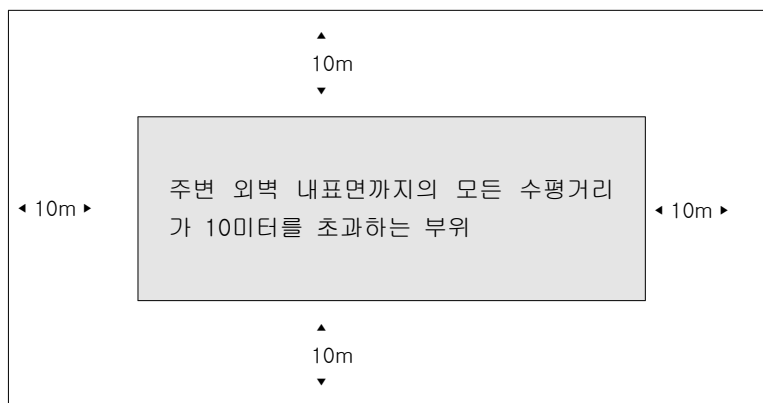 10m
주변 외벽 내표면까지의 모든 수평거리
◂ 10m ▸
가 10미터를 초과하는 부위
◂ 10m ▸
10m